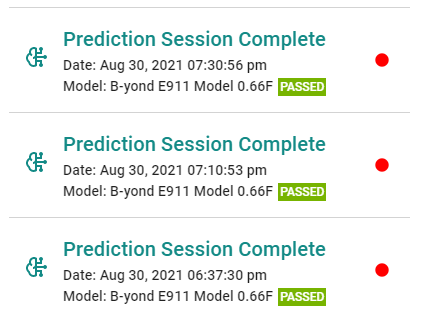 Prediction Session Complete
Date: Aug 30, 2021 07:30:56 pm
Model: B-yond E911 Model 0.66F PASSED
Prediction Session Complete
Date: Aug 30, 2021 07:10:53 pm
Model: B-yond E911 Model 0.66F PASSED
Prediction Session Complete
Date: Aug 30, 2021 06:37:30 pm
Model: B-yond E911 Model 0.66F PASSED